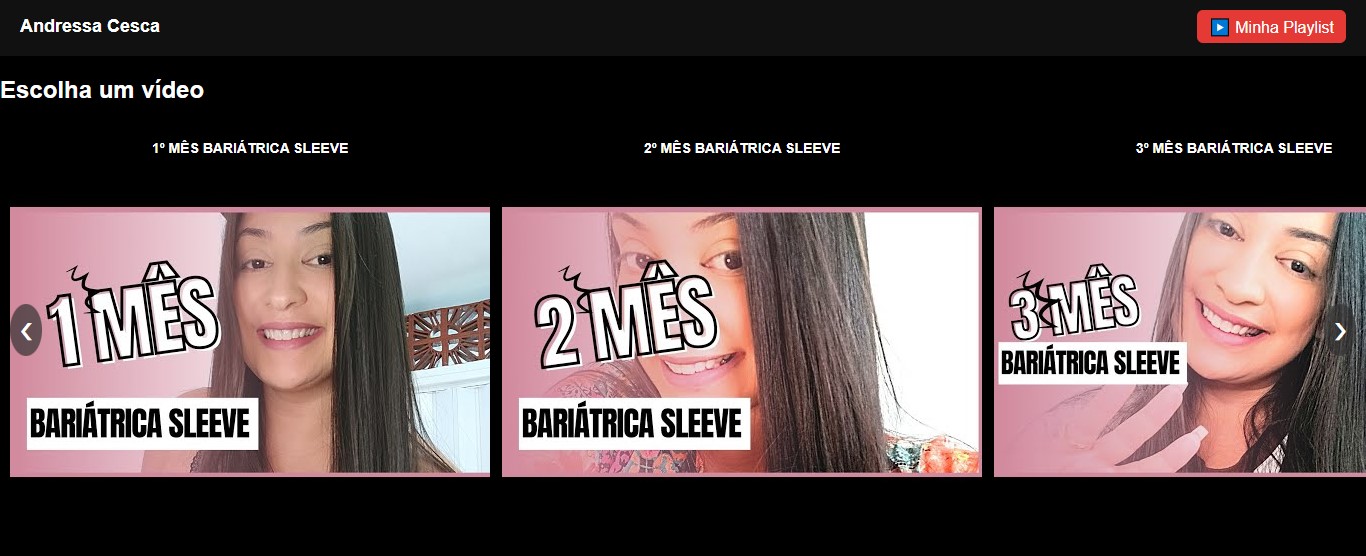 Andressa Cesca
Minha Playlist
Escolha um vídeo
1º MÊS BARIÁTRICA SLEEVE
2º MÊS BARIÁTRICA SLEEVE
3º MÊS BARIÁTRICA SLEEVE
1 MÊS
BARIÁTRICA SLEEVE
2 MÊS
BARIÁTRICA SLEEVE
3 MÊS
BARIÁTRICA SLEEVE